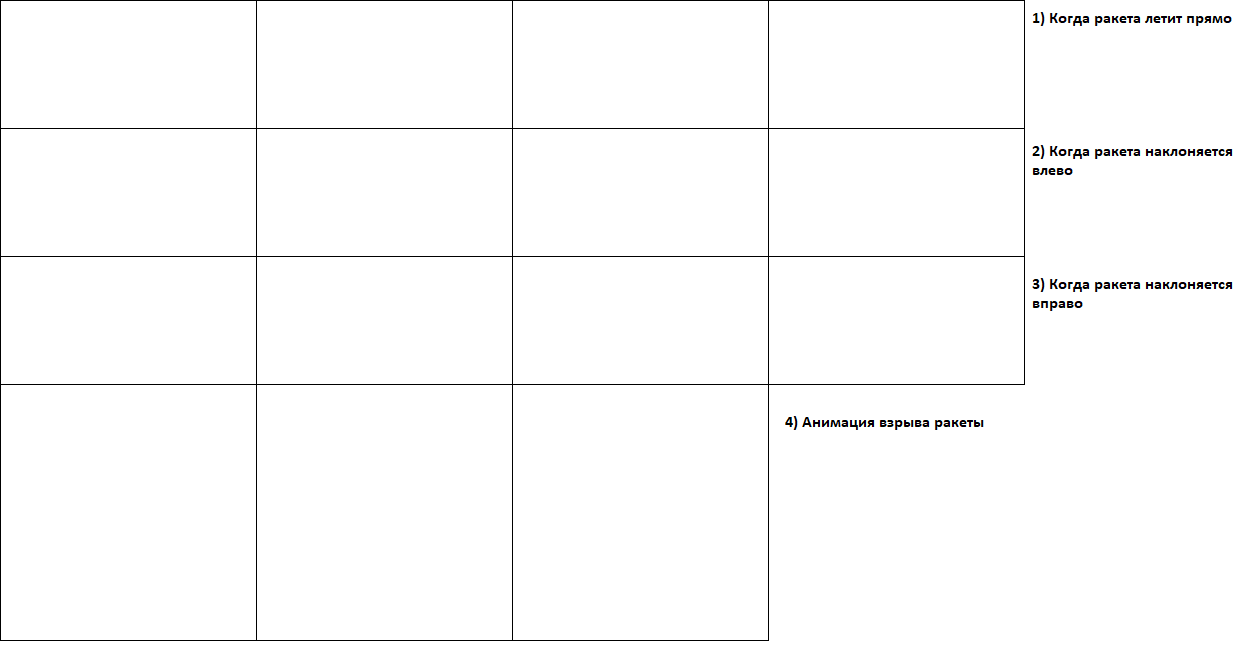 1) Когда ракета летит прямо
2) Когда ракета наклоняется
влево
3) Когда ракета наклоняется
вправо
4) Анимация взрыва ракеты